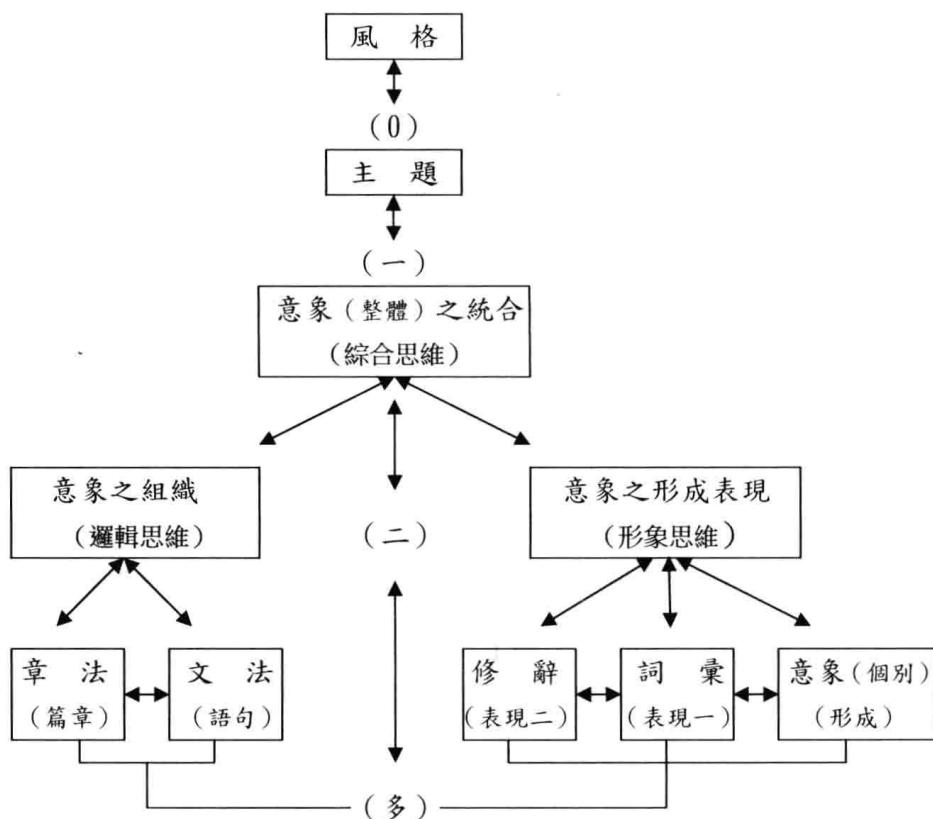 風 格
(0)
主 題
(一)
意象(整體)之統合
(綜合思維)
意象之組織
(邏輯思維)
(二)
意象之形成表現
(形象思維)
章 法
(篇章)
文 法
(語句)
修 辭
(表現二)
詞 彙
(表現一)
意象(個別)
(形成)
(多)